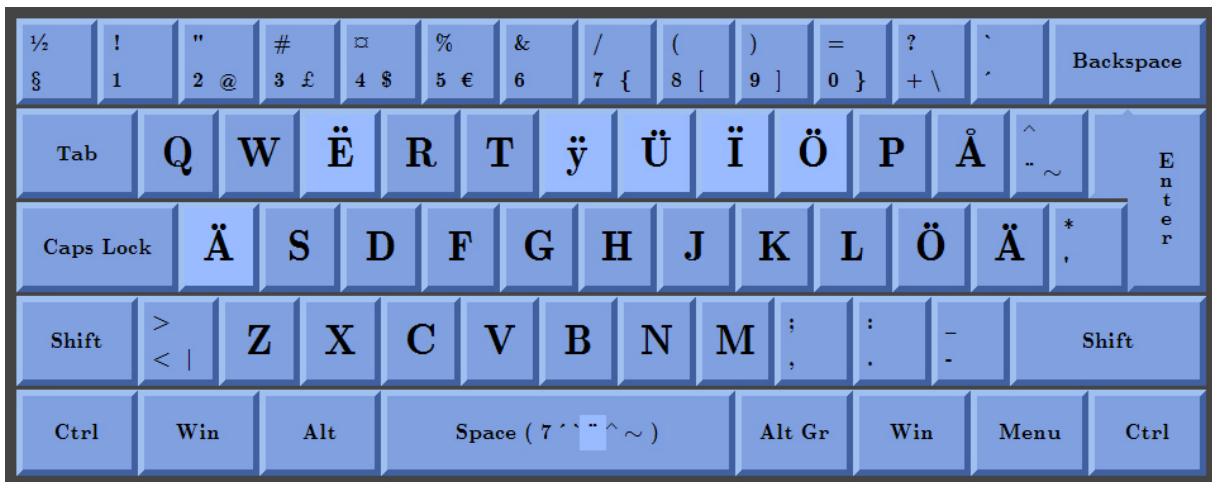 ½ ! " # ¤ % & / ( ) = ? ` Backspace
§ 1 2 @ 3 £ 4 $ 5 € 6 7 { 8 [ 9 ] 0 } + \ ´
Tab Q W Ë R T ÿ Ü Ï Ö P Å ^ ¨ ~ Enter
Caps Lock Ä S D F G H J K L Ö Ä * '
Shift > < | Z X C V B N M ; , : . _ - Shift
Ctrl Win Alt Space ( 7 ´ ` ¨ ^ ~ ) Alt Gr Win Menu Ctrl